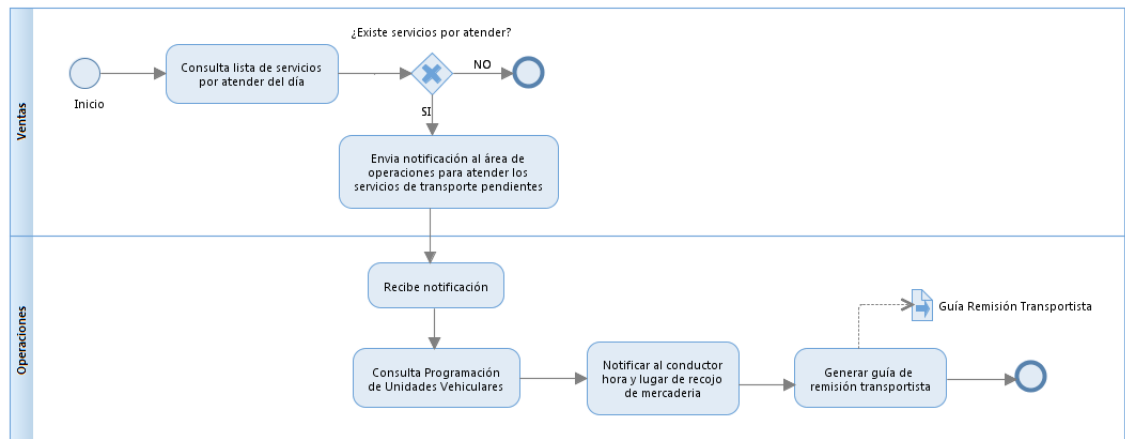 Ventas
¿Existe servicios por atender?
Consulta lista de servicios
por atender del día
NO
Inicio
SI
Envia notificación al área de
operaciones para atender los
servicios de transporte pendientes
Operaciones
Recibe notificación
Guía Remisión Transportista
Consulta Programación
de Unidades Vehiculares
Notificar al conductor
hora y lugar de recojo
de mercaderia
Generar guía de
remisión transportista